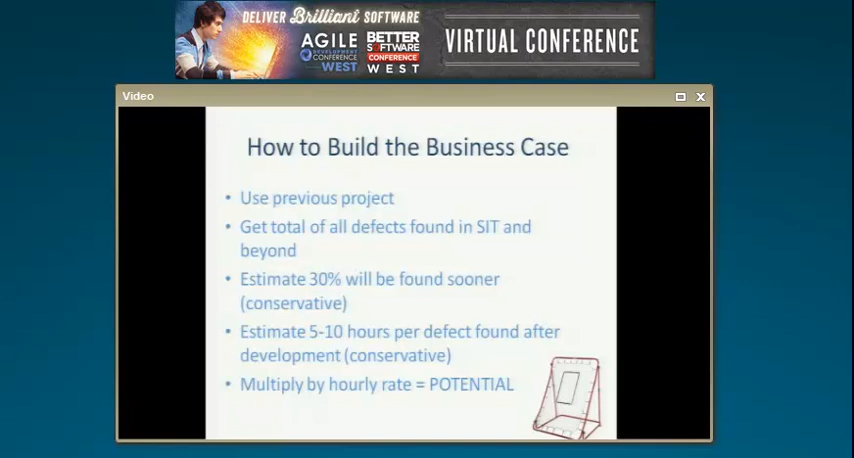 DELIVER Brilliant SOFTWARE
AGILE
DEVELOPMENT
CONFERENCE
WEST
BETTER
SOFTWARE
CONFERENCE
WEST
VIRTUAL CONFERENCE
Video
How to Build the Business Case
• Use previous project
• Get total of all defects found in SIT and
beyond
• Estimate 30% will be found sooner
(conservative)
• Estimate 5-10 hours per defect found after
development (conservative)
• Multiply by hourly rate = POTENTIAL